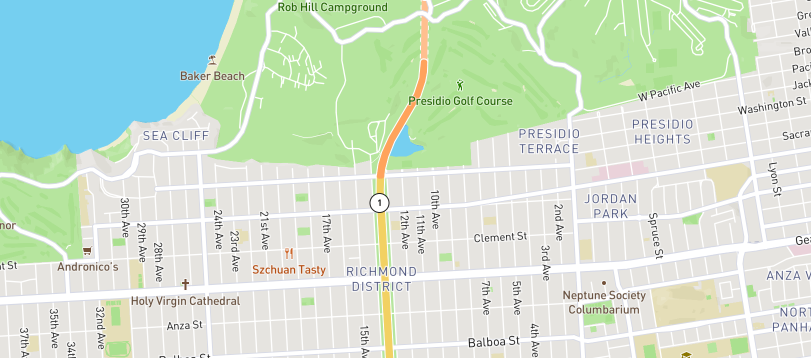 Rob Hill Campground
Baker Beach
Presidio Golf Course
W Pacific Ave
Washington St
SEA CLIFF
PRESIDIO
TERRACE
PRESIDIO
HEIGHTS
Lyon St
30th Ave
29th Ave
28th Ave
24th Ave
23rd Ave
21st Ave
17th Ave
1
12th Ave
11th Ave
10th Ave
2nd Ave
3rd Ave
JORDAN
PARK
Spruce St
Clement St
Andronico's
Szchuan Tasty
RICHMOND
DISTRICT
Holy Virgin Cathedral
7th Ave
5th Ave
4th Ave
Neptune Society
Columbarium
35th Ave
32nd Ave
Anza St
15th Ave
Balboa St